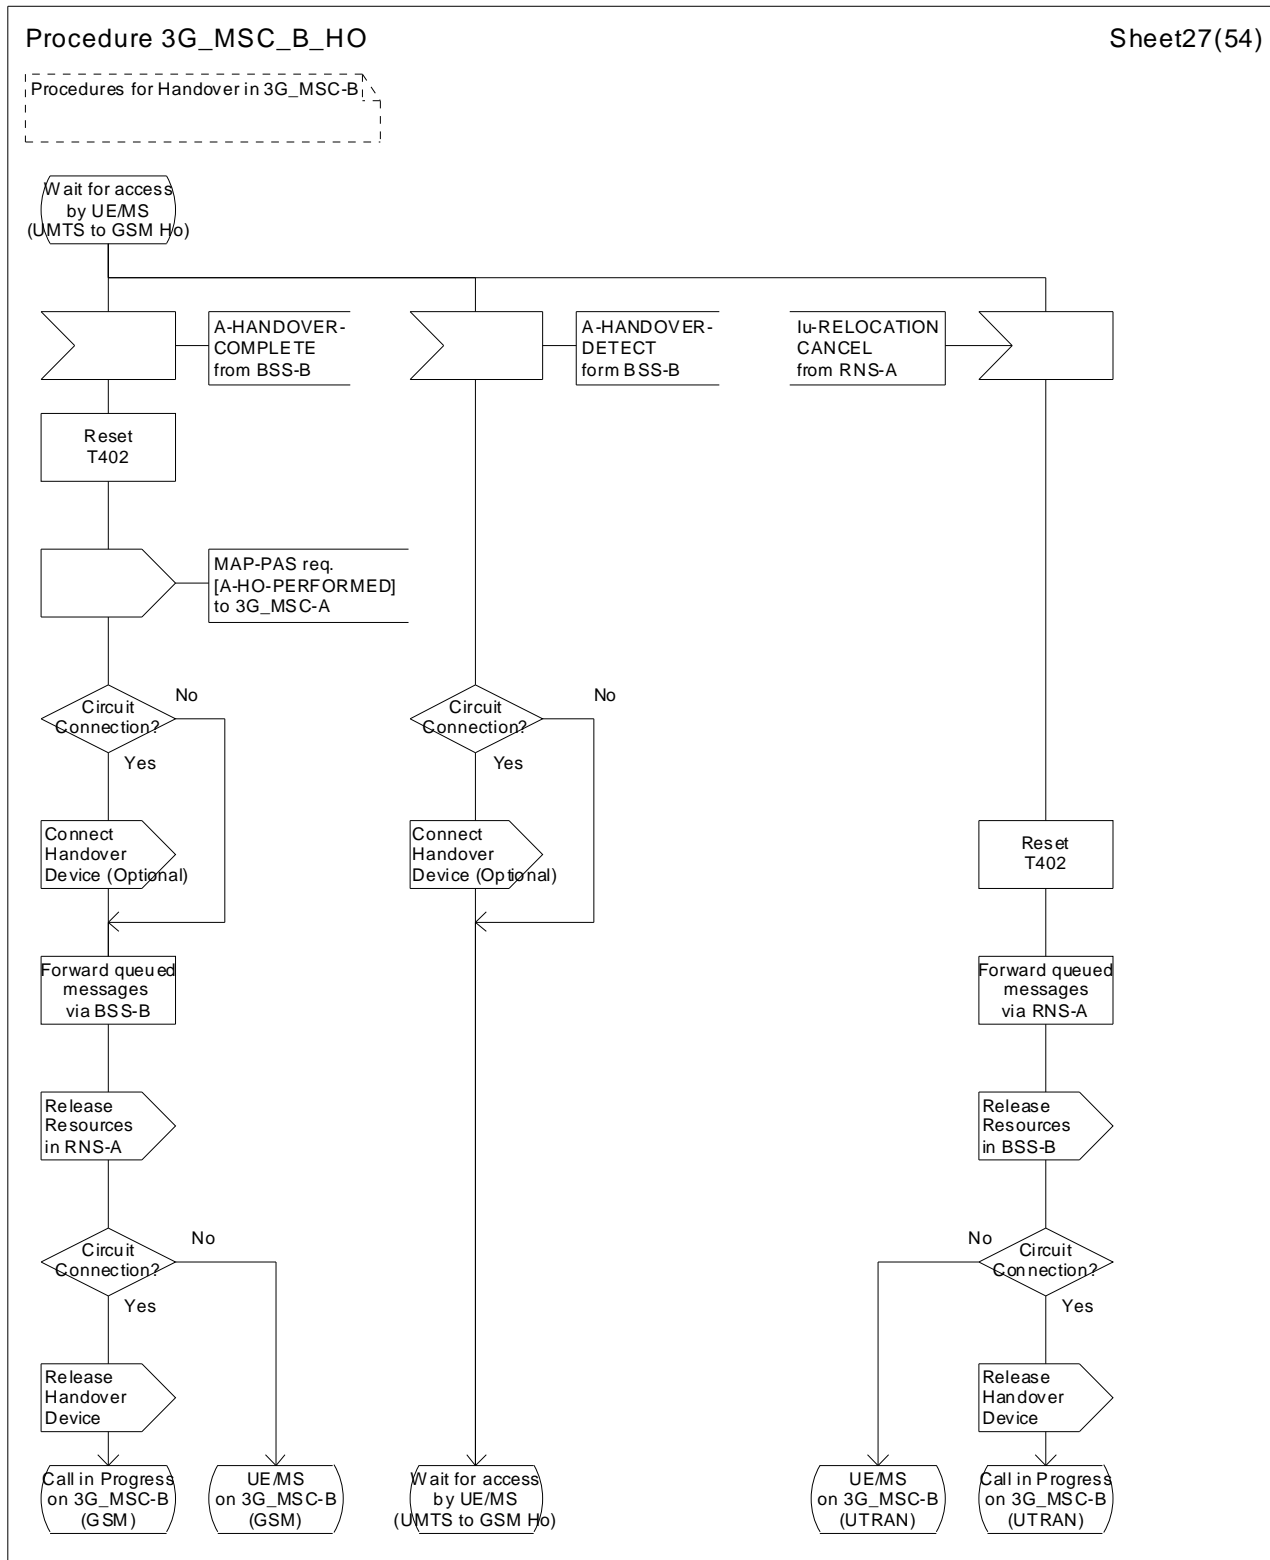 Procedure 3G_MSC_B_HO
Sheet27(54)
Procedures for Handover in 3G_MSC-B
Wait for access
by UE/MS
(UMTS to GSM Ho)
A-HANDOVER-
COMPLETE
from BSS-B
A-HANDOVER-
DETECT
form BSS-B
Iu-RELOCATION
CANCEL
from RNS-A
Reset
T402
MAP-PAS req.
[A-HO-PERFORMED]
to 3G_MSC-A
Circuit
Connection?
No
Yes
Circuit
Connection?
No
Yes
Connect
Handover
Device (Optional)
Connect
Handover
Device (Optional)
Reset
T402
Forward queued
messages
via BSS-B
Forward queued
messages
via RNS-A
Release
Resources
in RNS-A
Release
Resources
in BSS-B
Circuit
Connection?
No
Yes
No
Circuit
Connection?
Yes
Release
Handover
Device
Release
Handover
Device
Call in Progress
on 3G_MSC-B
(GSM)
UE/MS
on 3G_MSC-B
(GSM)
Wait for access
by UE/MS
(UMTS to GSM Ho)
UE/MS
on 3G_MSC-B
(UTRAN)
Call in Progress
on 3G_MSC-B
(UTRAN)